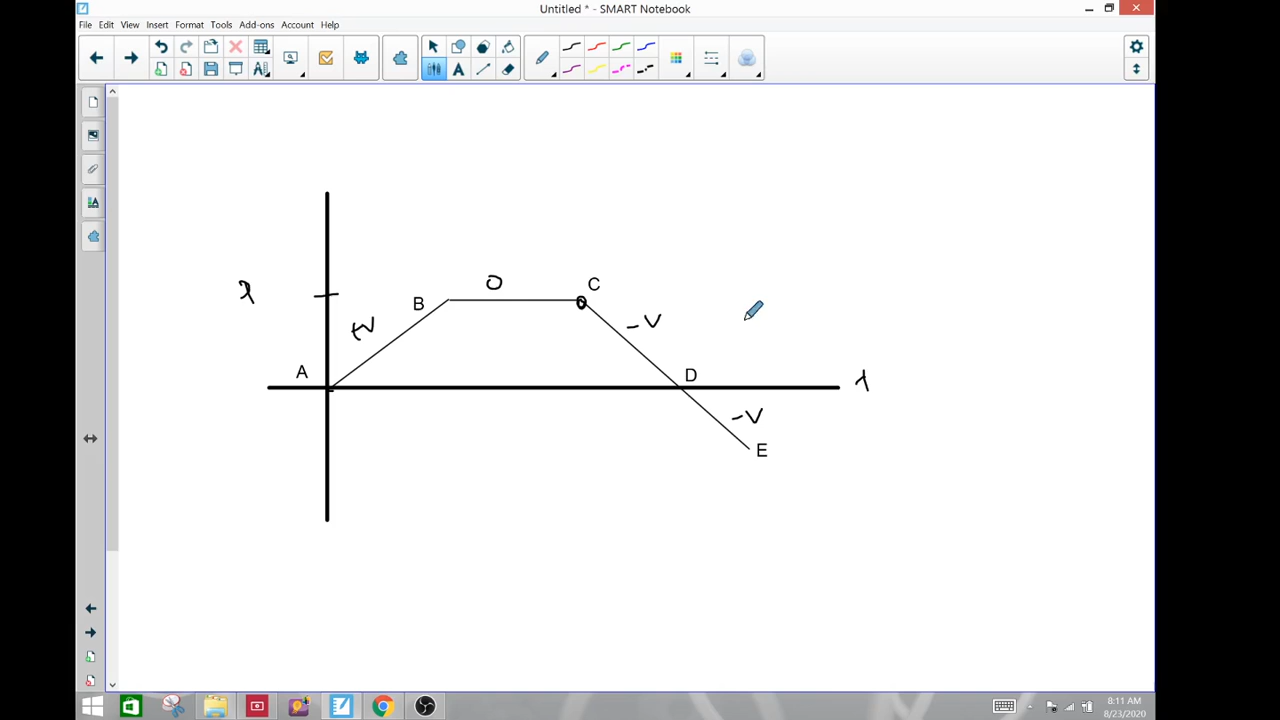 Untitled * - SMART Notebook
File Edit View Insert Format Tools Add-ons Account Help
A
B
C
D
E
+V
0
-V
-V
8:11 AM
8/23/2020